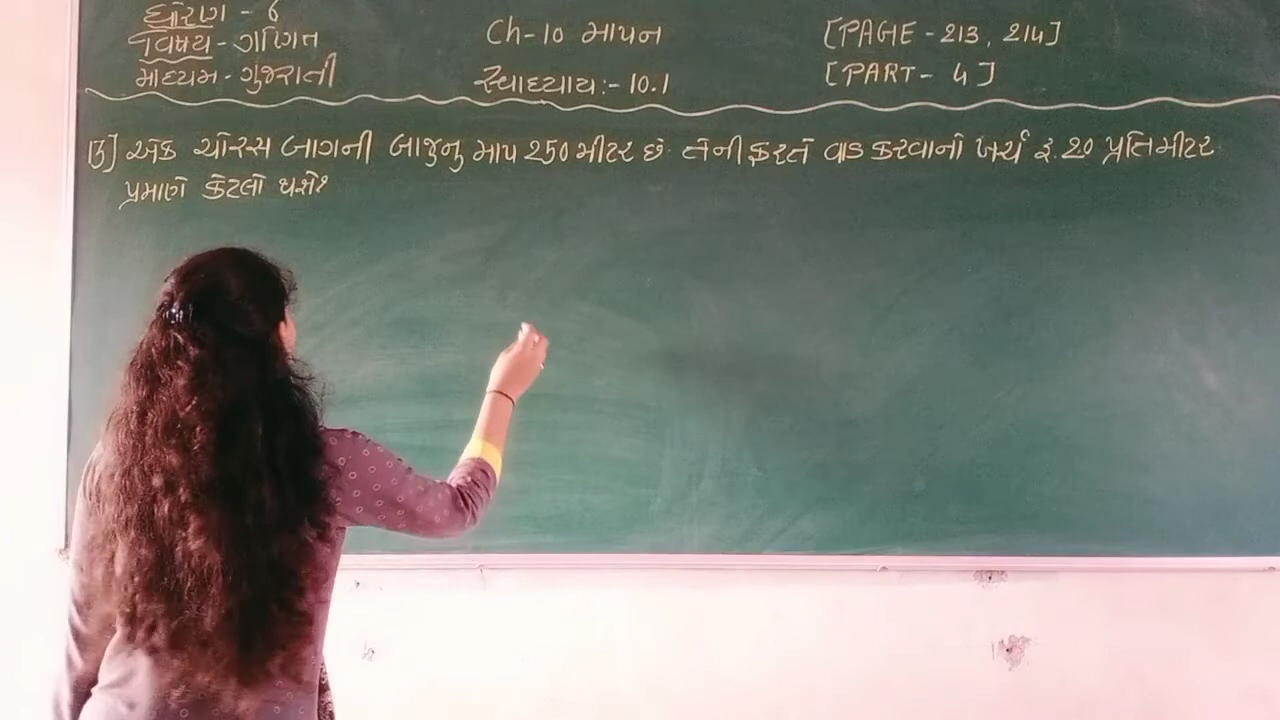 ધોરણ - 6
વિષય - ગણિત
માધ્યમ - ગુજરાતી
Ch-10 માપન
સ્વાધ્યાય:- 10.1
[PAGE - 213, 214]
[PART - 4]
એક ચોરસ બાગની બાજુનુ માપ 250 મીટર છે. તેની ફરતે વાડ કરવાનો ખર્ચ રૂ. 20 પ્રતિ મીટર
પ્રમાણે કેટલો થશે?